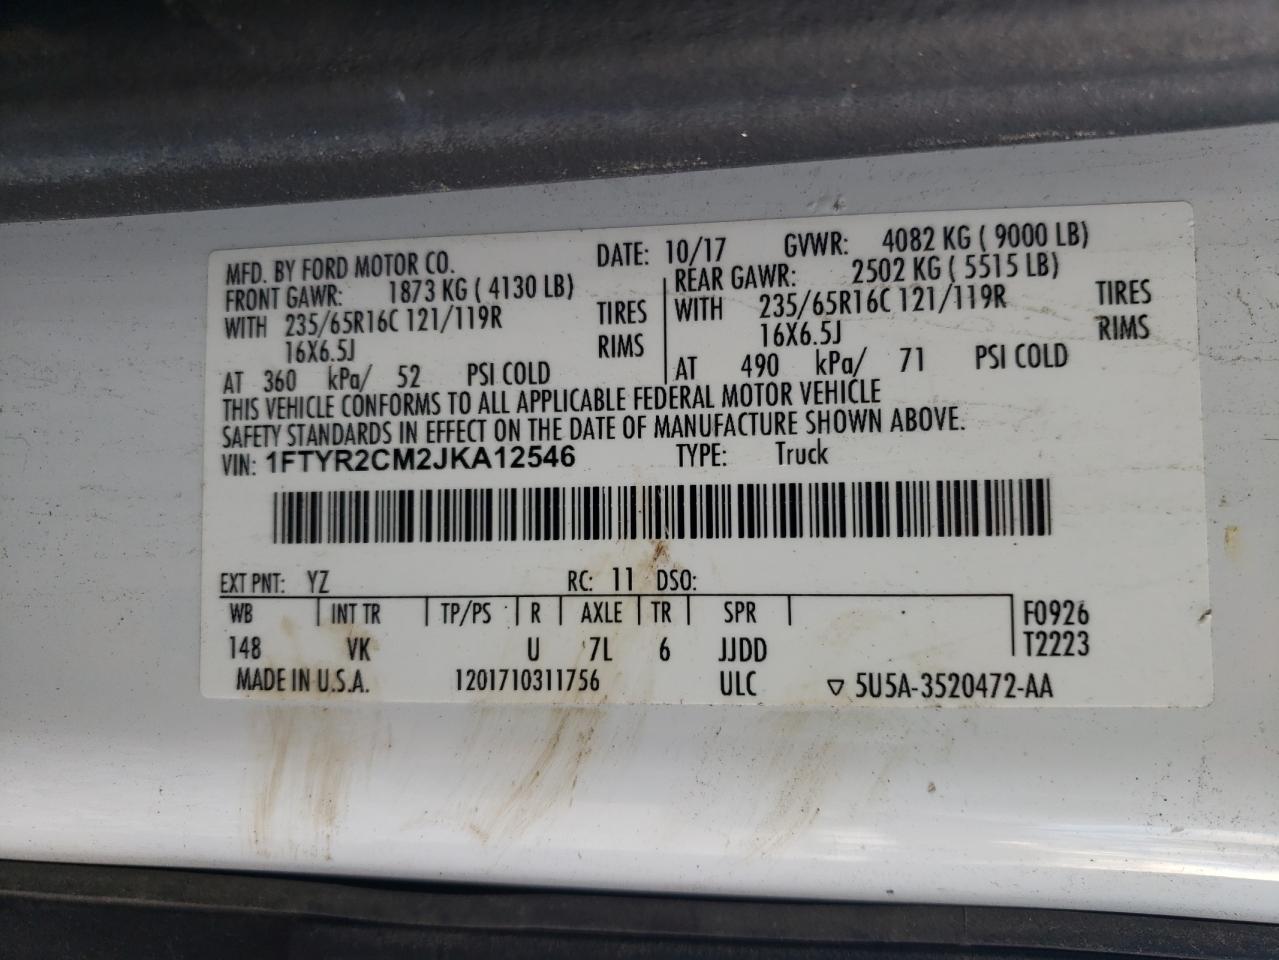 MFD. BY FORD MOTOR CO. DATE: 10/17 GVWR: 4082 KG ( 9000 LB)
FRONT GAWR: 1873 KG ( 4130 LB) REAR GAWR: 2502 KG ( 5515 LB)
WITH 235/65R16C 121/119R TIRES WITH 235/65R16C 121/119R TIRES
16X6.5J RIMS 16X6.5J RIMS
AT 360 kPa/ 52 PSI COLD AT 490 kPa/ 71 PSI COLD
THIS VEHICLE CONFORMS TO ALL APPLICABLE FEDERAL MOTOR VEHICLE
SAFETY STANDARDS IN EFFECT ON THE DATE OF MANUFACTURE SHOWN ABOVE.
VIN: 1FTYR2CM2JKA12546 TYPE: Truck
EXT PNT: YZ RC: 11 DSO:
WB INT TR TP/PS R AXLE TR SPR F0926
148 VK U 7L 6 JJDD T2223
MADE IN U.S.A. 1201710311756 ULC ▽ 5U5A-3520472-AA